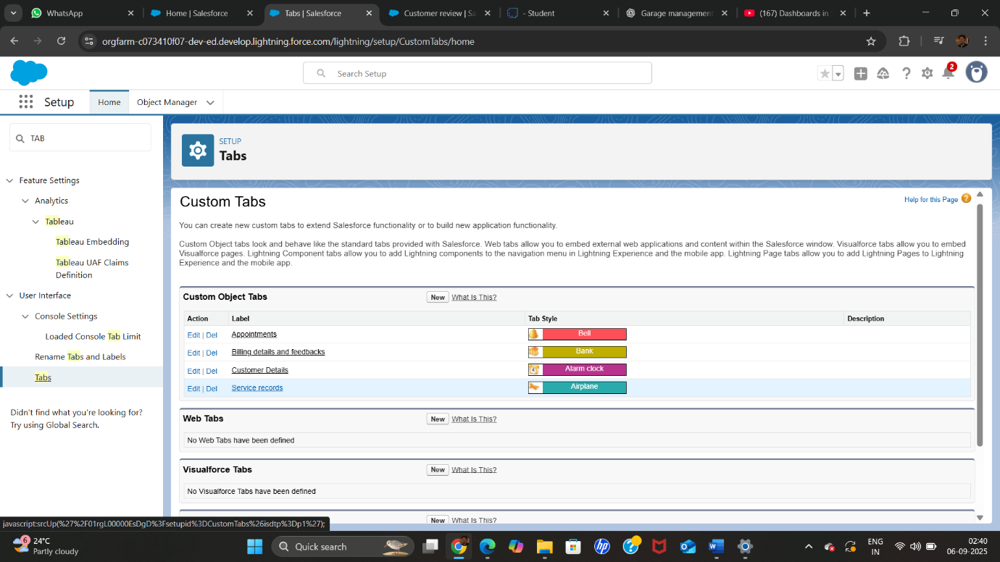 WhatsApp
Home | Salesforce
Tabs | Salesforce
Customer review | Sa
- Student
Garage management
(167) Dashboards in
orgfarm-c073410f07-dev-ed.develop.lightning.force.com/lightning/setup/CustomTabs/home
Search Setup
2
Setup
Home
Object Manager
TAB
Feature Settings
Analytics
Tableau
Tableau Embedding
Tableau UAF Claims
Definition
User Interface
Console Settings
Loaded Console Tab Limit
Rename Tabs and Labels
Tabs
Didn't find what you're looking for?
Try using Global Search.
SETUP
Tabs
Custom Tabs
Help for this Page
You can create new custom tabs to extend Salesforce functionality or to build new application functionality.
Custom Object tabs look and behave like the standard tabs provided with Salesforce. Web tabs allow you to embed external web applications and content within the Salesforce window. Visualforce tabs allow you to embed
Visualforce pages. Lightning Component tabs allow you to add Lightning components to the navigation menu in Lightning Experience and the mobile app. Lightning Page tabs allow you to add Lightning Pages to Lightning
Experience and the mobile app.
Custom Object Tabs New What Is This?
Action Label Tab Style Description
Edit | Del Appointments Bell
Edit | Del Billing details and feedbacks Bank
Edit | Del Customer Details Alarm clock
Edit | Del Service records Airplane
Web Tabs New What Is This?
No Web Tabs have been defined
Visualforce Tabs New What Is This?
No Visualforce Tabs have been defined
New What Is This?
javascript:srcUp(%27%2F01rgL00000EsDgD%3Fsetupid%3DCustomTabs%26isdtp%3Dp1%27);
6
24°C
Partly cloudy
Quick search
ENG
IN
02:40
06-09-2025